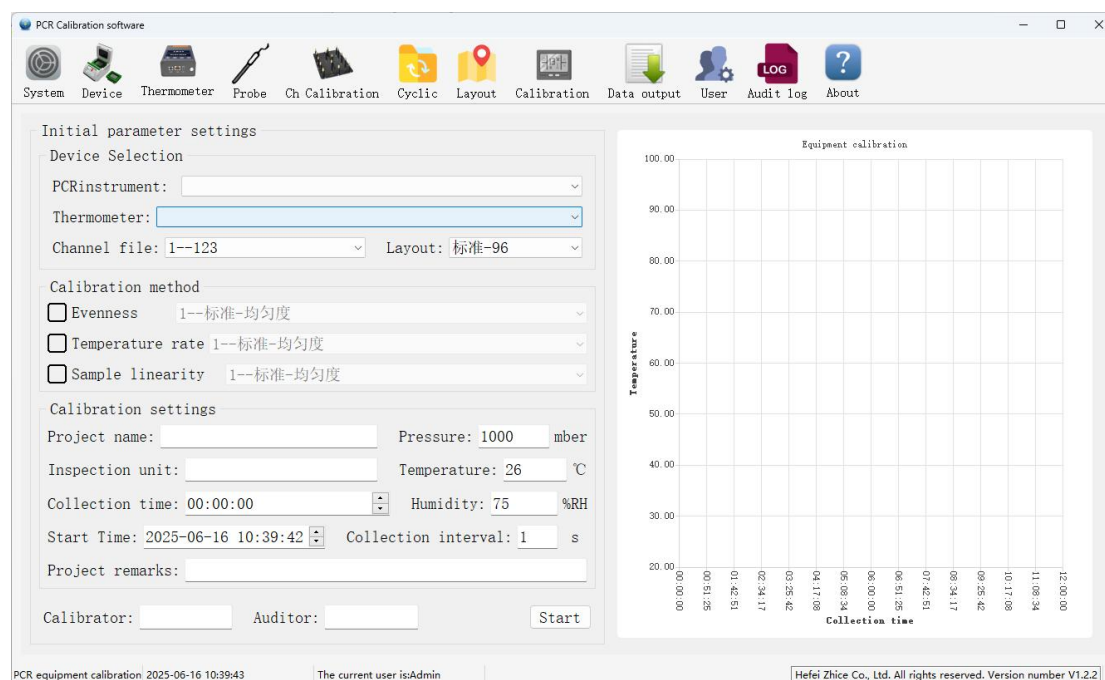 PCR Calibration software
System Device Thermometer Probe Ch Calibration Cyclic Layout Calibration Data output User Audit log About
LOG
?
Initial parameter settings
Device Selection
PCRinstrument:
Thermometer:
Channel file: 1--123 Layout: 标准-96
Calibration method
Evenness 1--标准-均匀度
Temperature rate 1--标准-均匀度
Sample linearity 1--标准-均匀度
Calibration settings
Project name: Pressure: 1000 mber
Inspection unit: Temperature: 26 ℃
Collection time: 00:00:00 Humidity: 75 %RH
Start Time: 2025-06-16 10:39:42 Collection interval: 1 s
Project remarks:
Calibrator: Auditor: Start
Equipment calibration
100.00
90.00
80.00
70.00
60.00
50.00
40.00
30.00
20.00
Temperature
00:00:00 00:51:25 01:42:51 02:34:17 03:25:42 04:17:08 05:08:34 06:00:00 06:51:25 07:42:51 08:34:17 09:25:42 10:17:08 11:08:34 12:00:00
Collection time
PCR equipment calibration 2025-06-16 10:39:43 The current user is:Admin Hefei Zhice Co., Ltd. All rights reserved. Version number V1.2.2